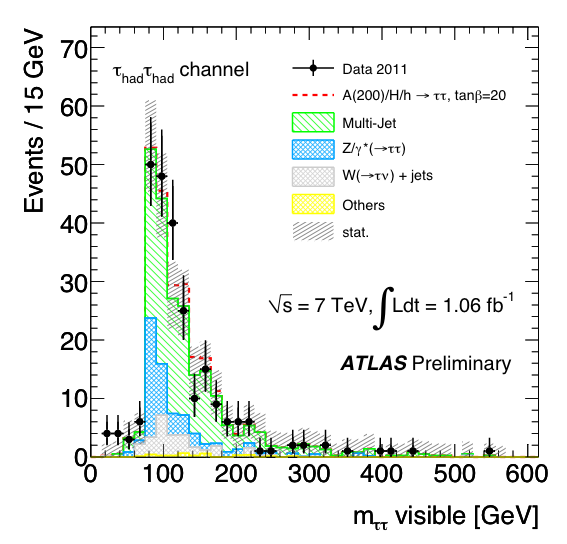 Events / 15 GeV
70
60
50
40
30
20
10
0
τhadτhad channel
Data 2011
A(200)/H/h → ττ, tanβ=20
Multi-Jet
Z/γ*(→ττ)
W(→τν) + jets
Others
stat.
√s = 7 TeV, ∫Ldt = 1.06 fb⁻¹
ATLAS Preliminary
0 100 200 300 400 500 600
mττ visible [GeV]